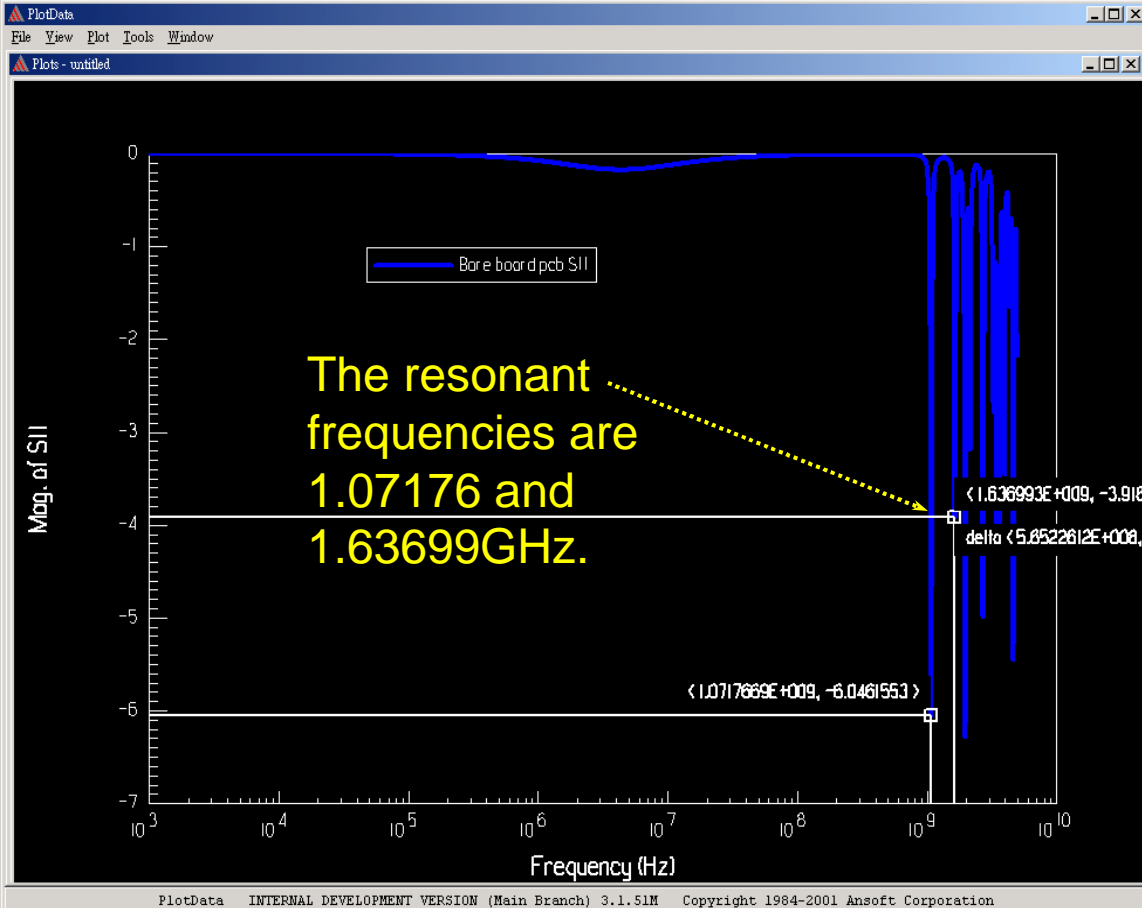 PlotData
File View Plot Tools Window
Plots - untitled
0
-1
-2
-3
-4
-5
-6
-7
Mag. of S11
Bare board pcb S11
The resonant
frequencies are
1.07176 and
1.63699GHz.
<1.636993E+009, -3.918
delta <5.6522612E+008,
<1.0717669E+009, -6.0461553>
10^3 10^4 10^5 10^6 10^7 10^8 10^9 10^10
Frequency (Hz)
PlotData INTERNAL DEVELOPMENT VERSION (Main Branch) 3.1.51M Copyright 1984-2001 Ansoft Corporation